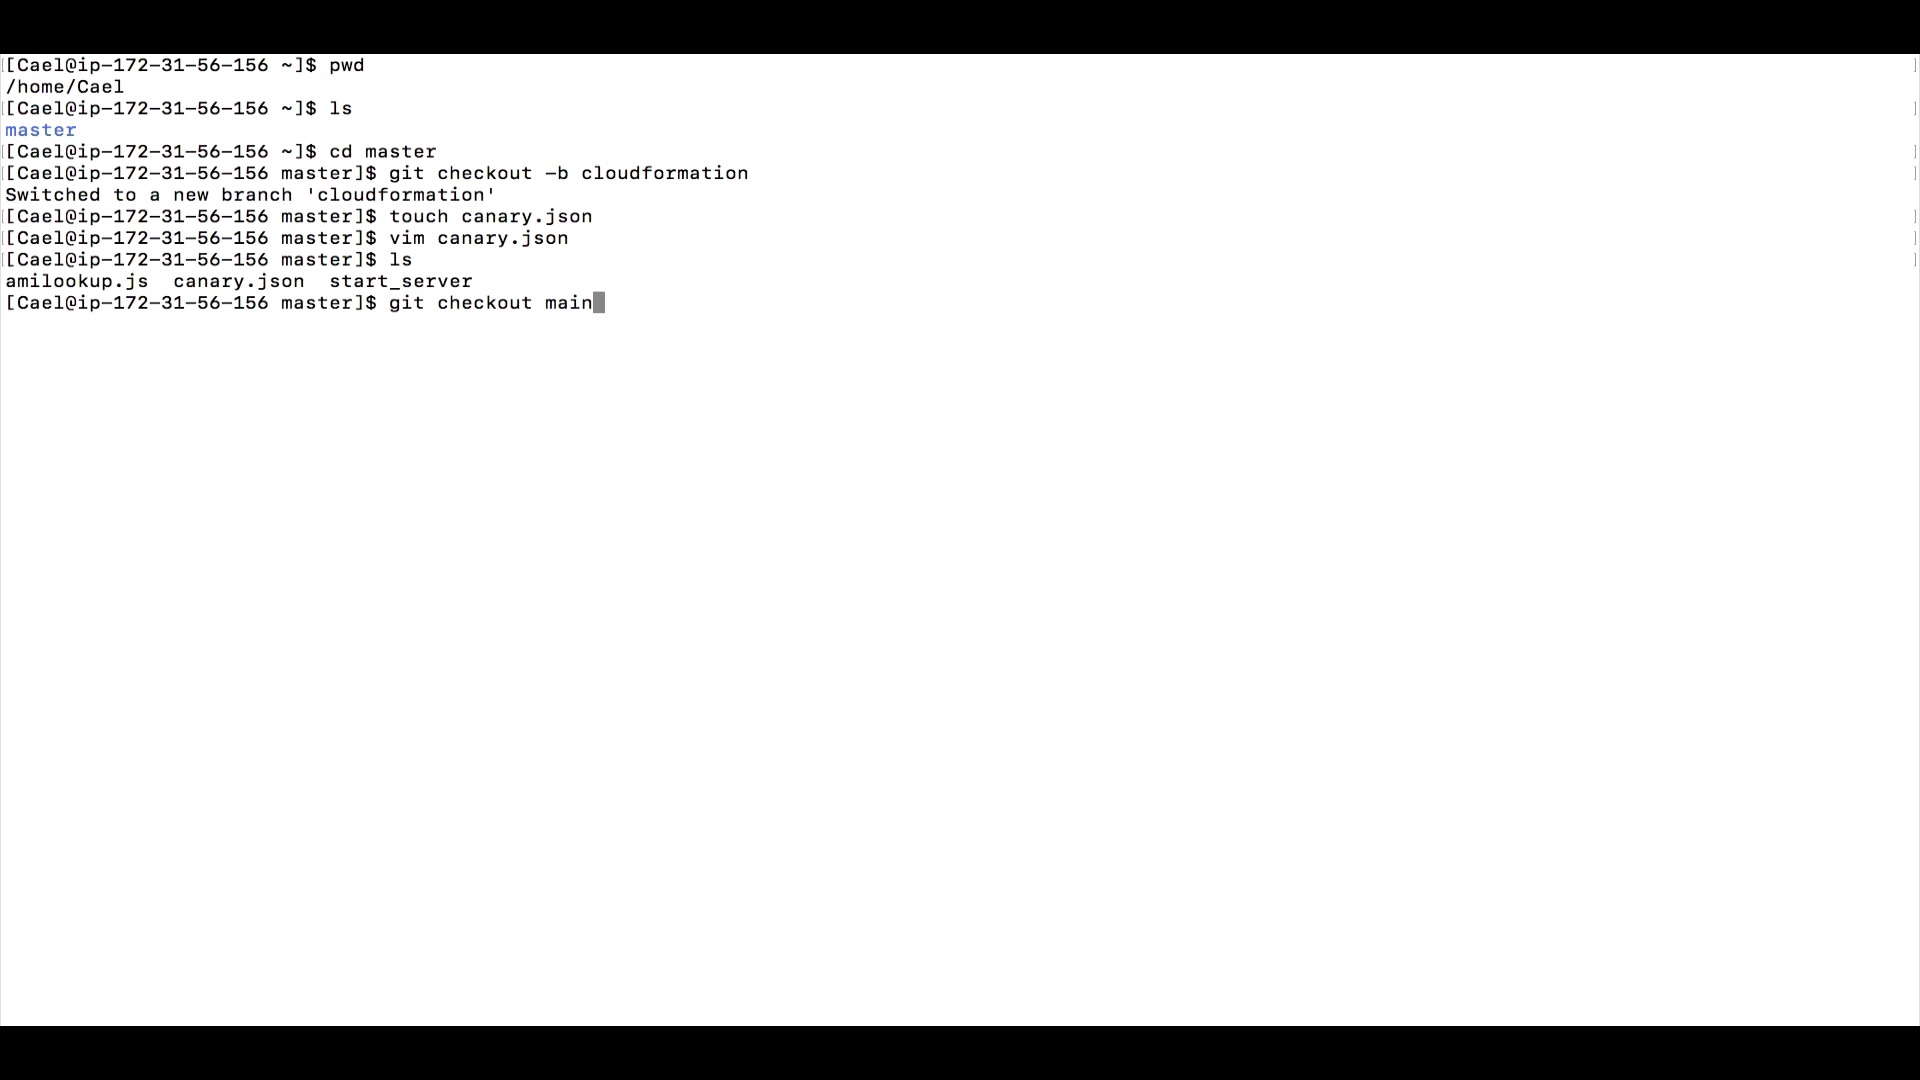 [[Cael@ip-172-31-56-156 ~]$ pwd ]
/home/Cael
[[Cael@ip-172-31-56-156 ~]$ ls ]
master
[[Cael@ip-172-31-56-156 ~]$ cd master ]
[[Cael@ip-172-31-56-156 master]$ git checkout -b cloudformation ]
Switched to a new branch 'cloudformation'
[[Cael@ip-172-31-56-156 master]$ touch canary.json ]
[[Cael@ip-172-31-56-156 master]$ vim canary.json ]
[[Cael@ip-172-31-56-156 master]$ ls ]
amilookup.js  canary.json  start_server
[Cael@ip-172-31-56-156 master]$ git checkout main